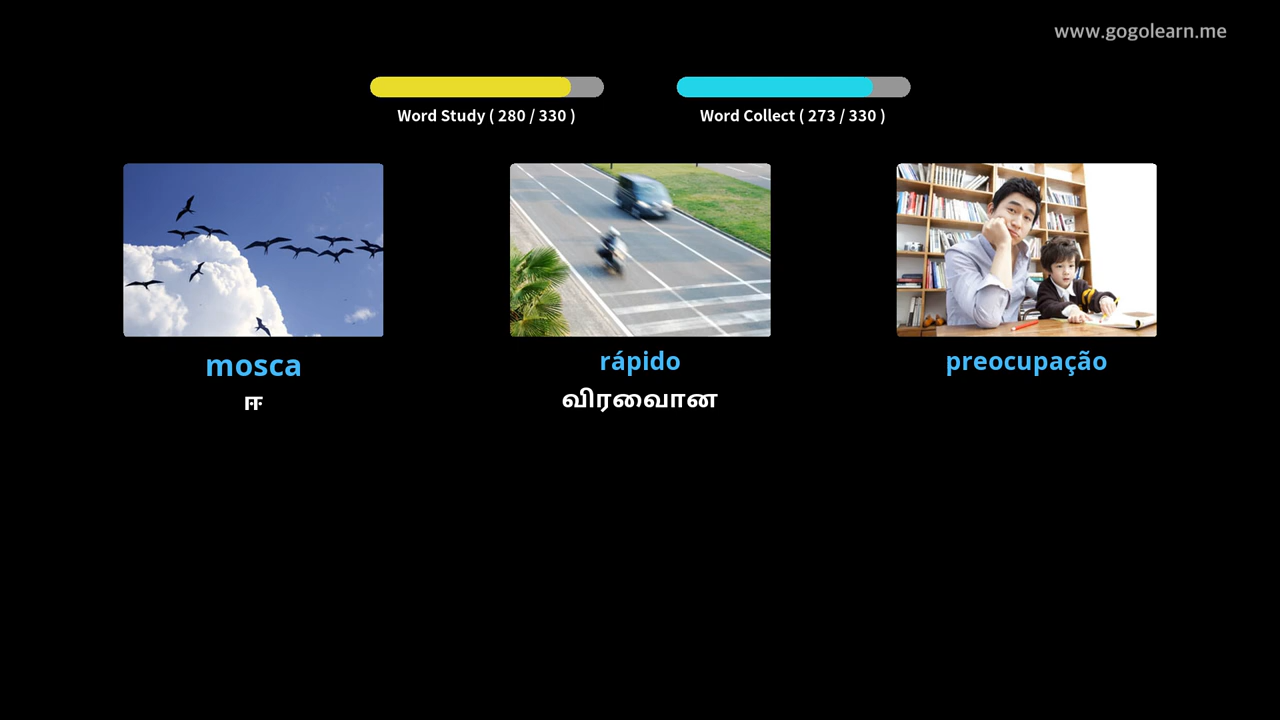 www.gogolearn.me
Word Study ( 280 / 330 )
Word Collect ( 273 / 330 )
mosca
rápido
preocupação
ஈ
விரைவான